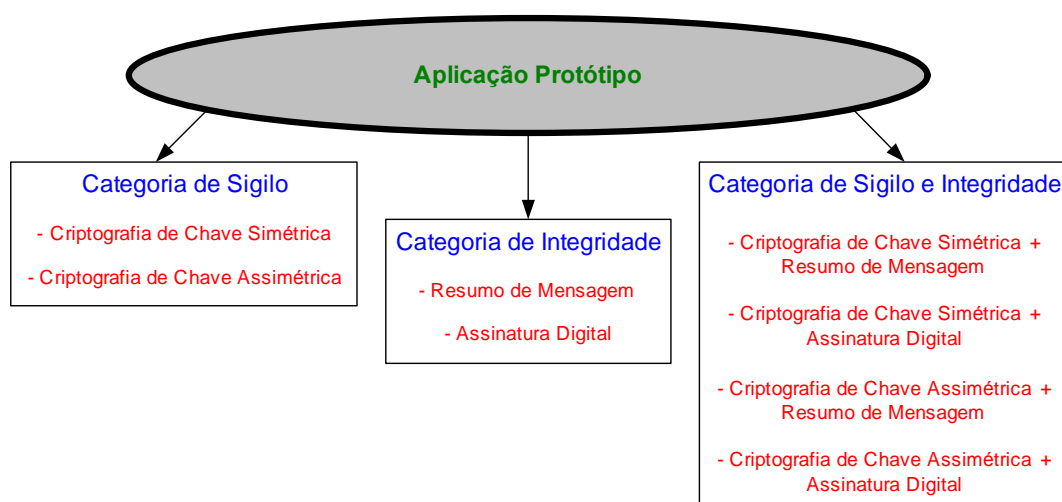 Aplicação Protótipo
Categoria de Sigilo
- Criptografia de Chave Simétrica
- Criptografia de Chave Assimétrica
Categoria de Integridade
- Resumo de Mensagem
- Assinatura Digital
Categoria de Sigilo e Integridade
- Criptografia de Chave Simétrica +
Resumo de Mensagem
- Criptografia de Chave Simétrica +
Assinatura Digital
- Criptografia de Chave Assimétrica +
Resumo de Mensagem
- Criptografia de Chave Assimétrica +
Assinatura Digital